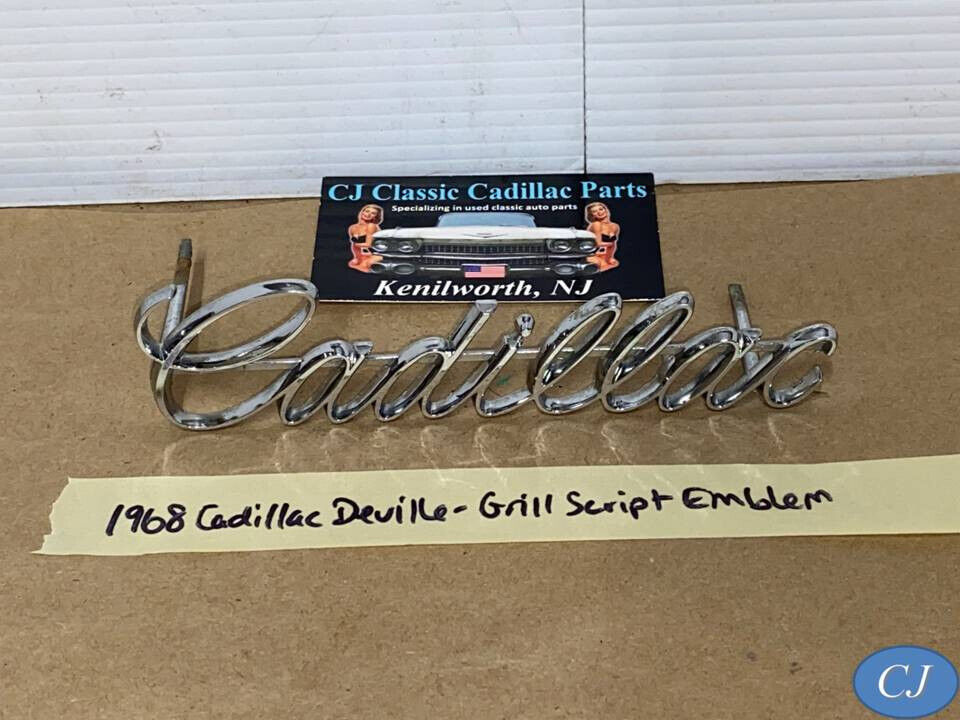 CJ Classic Cadillac Parts
Specializing in used classic auto parts
Kenilworth, NJ
Cadillac
1968 Cadillac Deville - Grill Script Emblem
CJ